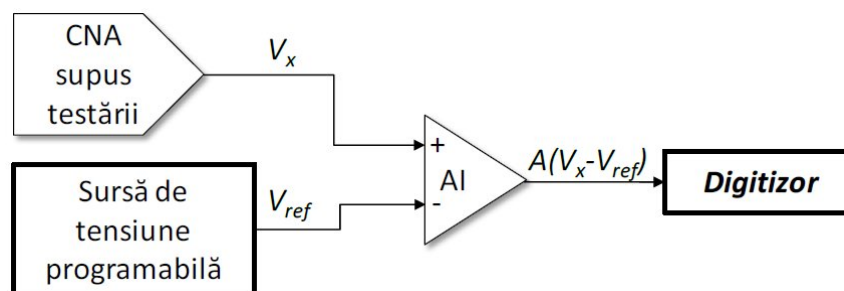 CNA
supus
testării
Vx
+
AI
-
A(Vx-Vref)
Digitizor
Sursă de
tensiune
programabilă
Vref